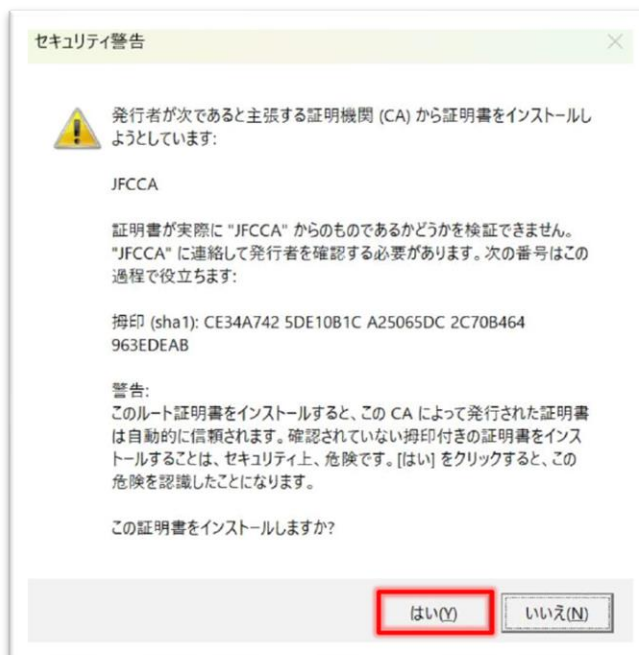 セキュリティ警告
発行者が次であると主張する証明機関 (CA) から証明書をインストールし
ようとしています:
JFCCA
証明書が実際に "JFCCA" からのものであるかどうかを検証できません。
"JFCCA" に連絡して発行者を確認する必要があります。次の番号はこの
過程で役立ちます:
拇印 (sha1): CE34A742 5DE10B1C A25065DC 2C70B464
963EDEAB
警告:
このルート証明書をインストールすると、この CA によって発行された証明書
は自動的に信頼されます。確認されていない拇印付きの証明書をインス
トールすることは、セキュリティ上、危険です。[はい] をクリックすると、この
危険を認識したことになります。
この証明書をインストールしますか?
はい(Y) いいえ(N)